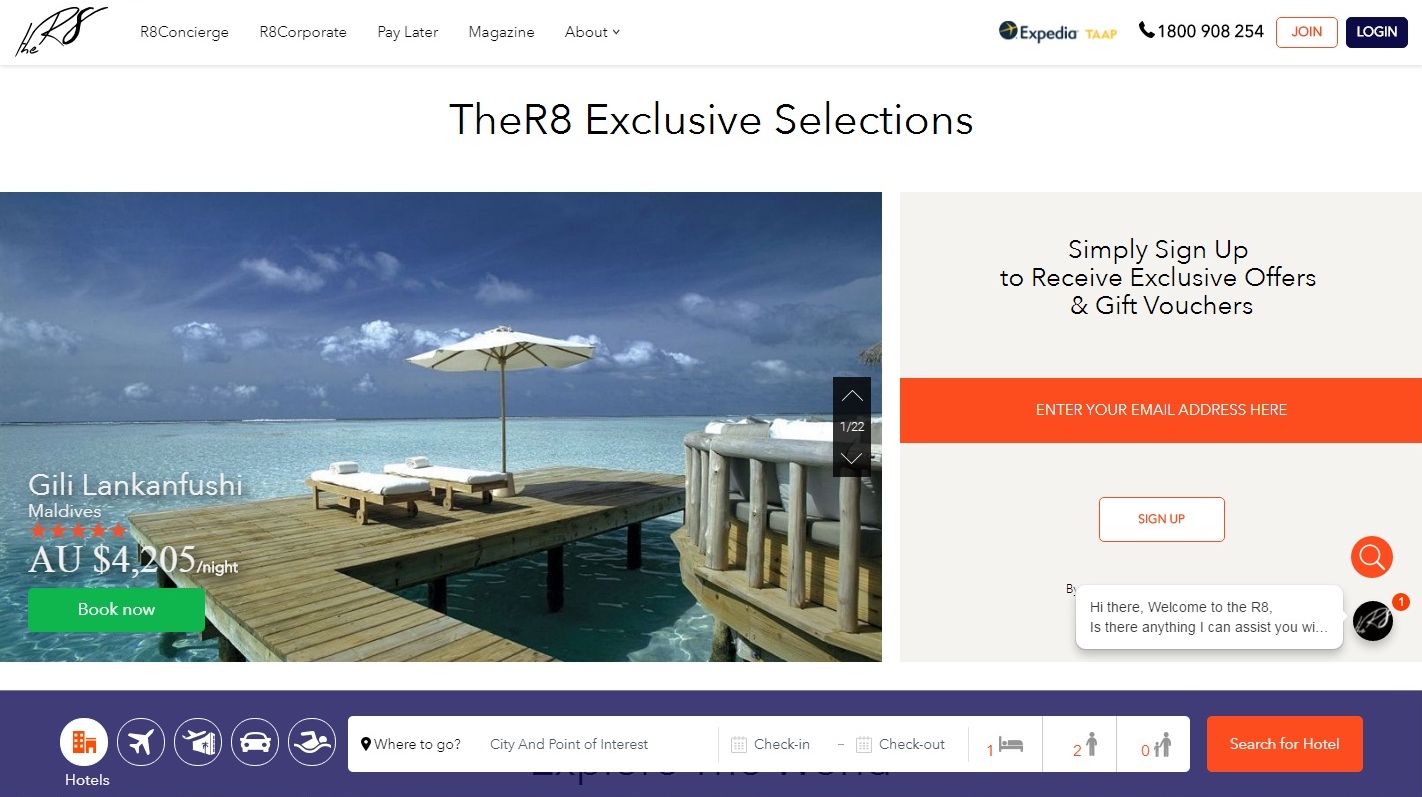 The R8
R8Concierge
R8Corporate
Pay Later
Magazine
About
Expedia TAAP
1800 908 254
JOIN
LOGIN
TheR8 Exclusive Selections
Gili Lankanfushi
Maldives
AU $4,205/night
Book now
1/22
Simply Sign Up
to Receive Exclusive Offers
& Gift Vouchers
ENTER YOUR EMAIL ADDRESS HERE
SIGN UP
By
Hi there, Welcome to the R8,
Is there anything I can assist you wi...
R8
1
Hotels
Where to go?
City And Point of Interest
Check-in
–
Check-out
1
2
0
Search for Hotel
Explore The World